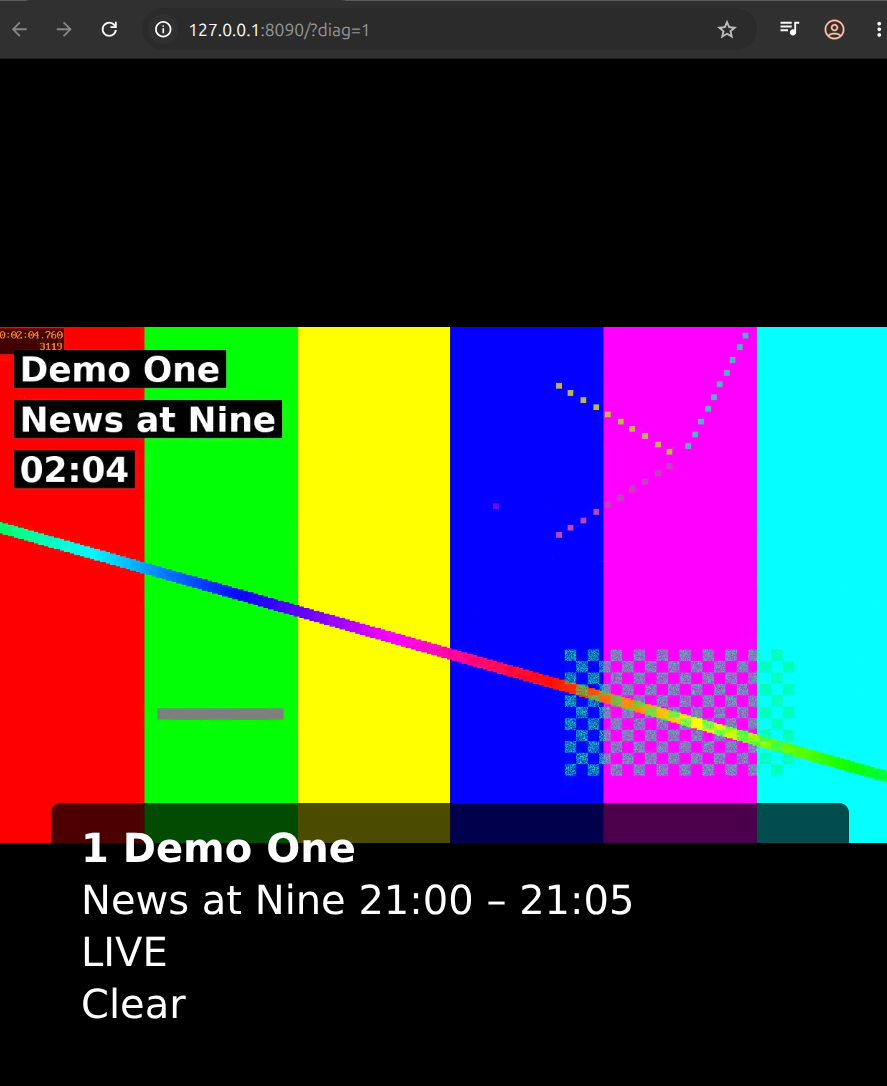 127.0.0.1:8090/?diag=1
0:02:04.760
3119
Demo One
News at Nine
02:04
1 Demo One
News at Nine 21:00 – 21:05
LIVE
Clear